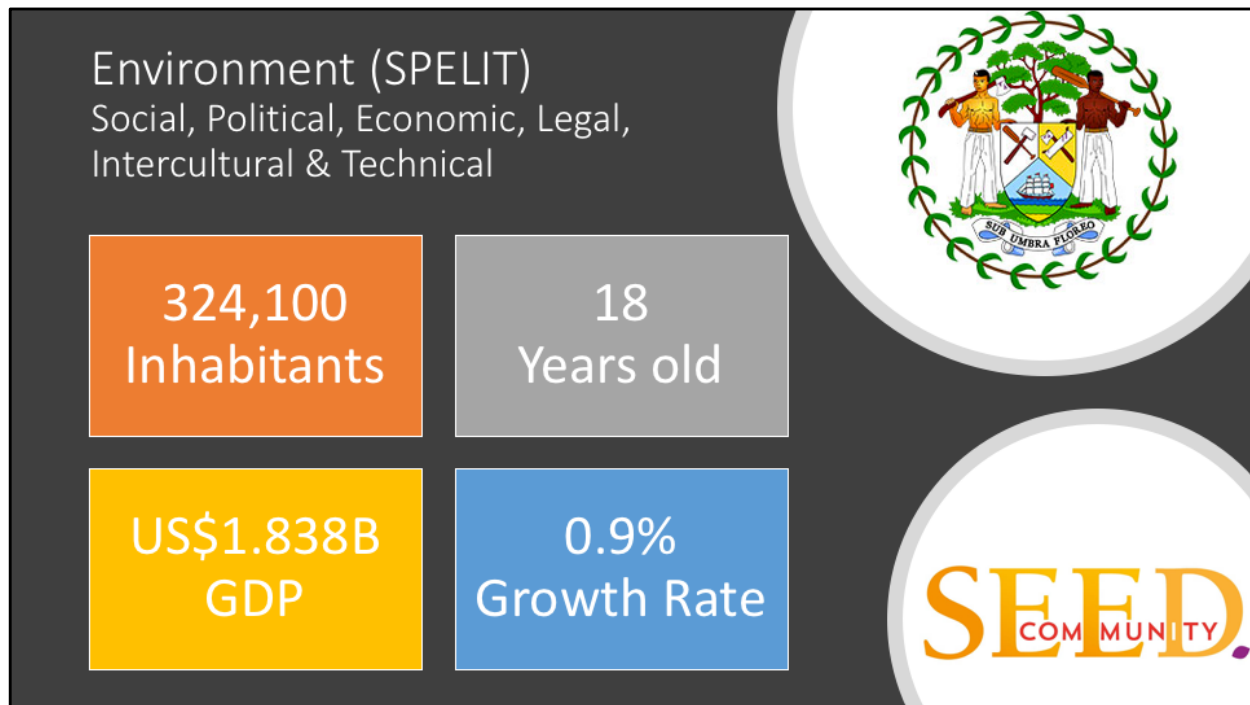 Environment (SPELIT)
Social, Political, Economic, Legal,
Intercultural & Technical
324,100
Inhabitants
18
Years old
US$1.838B
GDP
0.9%
Growth Rate
SUB UMBRA FLOREO
SEED
COMMUNITY